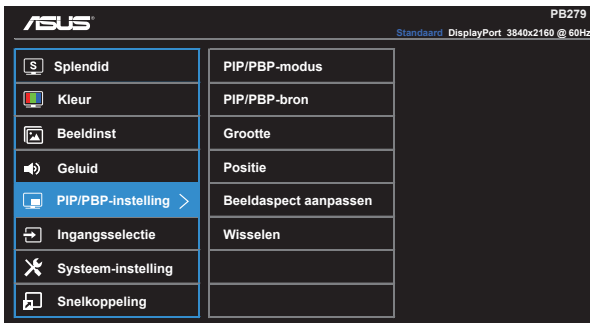 ASUS
PB279
Standaard DisplayPort 3840x2160 @ 60Hz
S Splendid
Kleur
Beeldinst
Geluid
PIP/PBP-instelling >
Ingangsselectie
Systeem-instelling
Snelkoppeling
PIP/PBP-modus
PIP/PBP-bron
Grootte
Positie
Beeldaspect aanpassen
Wisselen